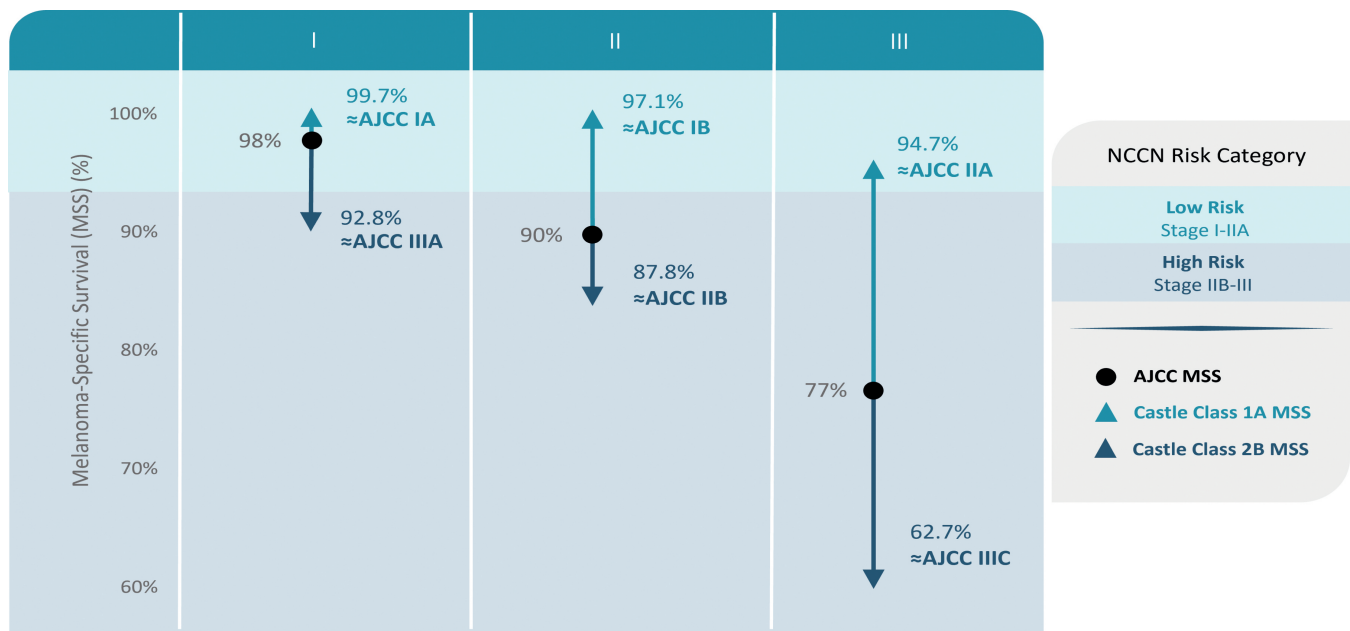 I
II
III
Melanoma-Specific Survival (MSS) (%)
100%
90%
80%
70%
60%
99.7%
≈AJCC IA
98%
92.8%
≈AJCC IIIA
97.1%
≈AJCC IB
90%
87.8%
≈AJCC IIB
94.7%
≈AJCC IIA
77%
62.7%
≈AJCC IIIC
NCCN Risk Category
Low Risk
Stage I-IIA
High Risk
Stage IIB-III
AJCC MSS
Castle Class 1A MSS
Castle Class 2B MSS